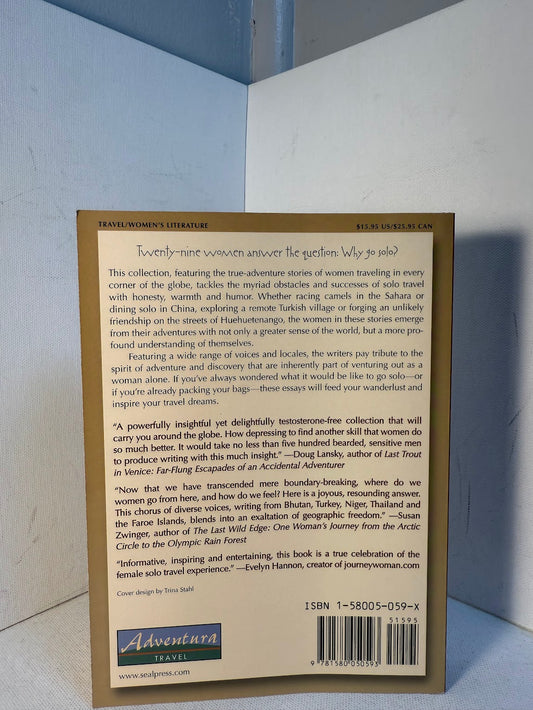 TRAVEL/WOMEN'S LITERATURE
$15.95 US/$25.95 CAN
Twenty-nine women answer the question: Why go solo?
This collection, featuring the true-adventure stories of women traveling in every
corner of the globe, tackles the myriad obstacles and successes of solo travel
with honesty, warmth and humor. Whether racing camels in the Sahara or
dining solo in China, exploring a remote Turkish village or forging an unlikely
friendship on the streets of Huehuetenango, the women in these stories emerge
from their adventures with not only a greater sense of the world, but a more pro-
found understanding of themselves.
Featuring a wide range of voices and locales, the writers pay tribute to the
spirit of adventure and discovery that are inherently part of venturing out as a
woman alone. If you've always wondered what it would be like to go solo—or
if you're already packing your bags—these essays will feed your wanderlust and
inspire your travel dreams.
"A powerfully insightful yet delightfully testosterone-free collection that will
carry you around the globe. How depressing to find another skill that women do
so much better. It would take no less than five hundred bearded, sensitive men
to produce writing with this much insight." —Doug Lansky, author of Last Trout
in Venice: Far-Flung Escapades of an Accidental Adventurer
"Now that we have transcended mere boundary-breaking, where do we
women go from here, and how do we feel? Here is a joyous, resounding answer.
This chorus of diverse voices, writing from Bhutan, Turkey, Niger, Thailand and
the Faroe Islands, blends into an exaltation of geographic freedom." —Susan
Zwinger, author of The Last Wild Edge: One Woman's Journey from the Arctic
Circle to the Olympic Rain Forest
"Informative, inspiring and entertaining, this book is a true celebration of the
female solo travel experience." —Evelyn Hannon, creator of journeywoman.com
Cover design by Trina Stahl
ISBN 1-58005-059-X
51595
9 781580 050593
Adventura
TRAVEL
www.sealpress.com